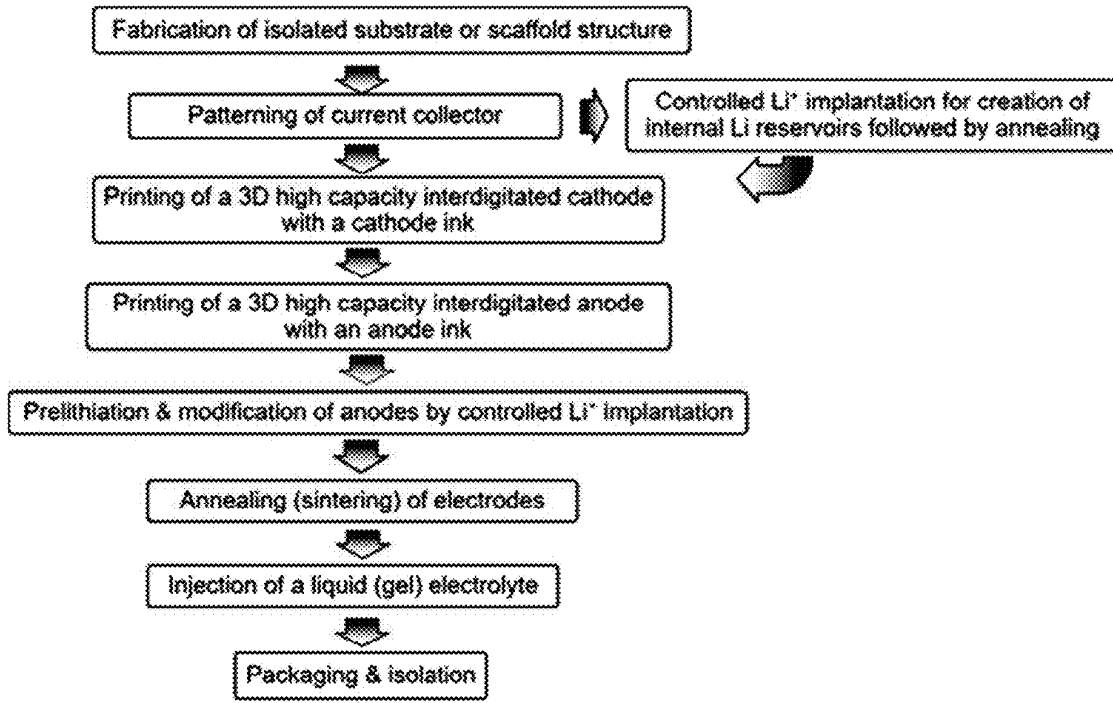 Fabrication of isolated substrate or scaffold structure
Patterning of current collector
Controlled Li⁺ implantation for creation of
internal Li reservoirs followed by annealing
Printing of a 3D high capacity interdigitated cathode
with a cathode ink
Printing of a 3D high capacity interdigitated anode
with an anode ink
Prelithiation & modification of anodes by controlled Li⁺ implantation
Annealing (sintering) of electrodes
Injection of a liquid (gel) electrolyte
Packaging & isolation